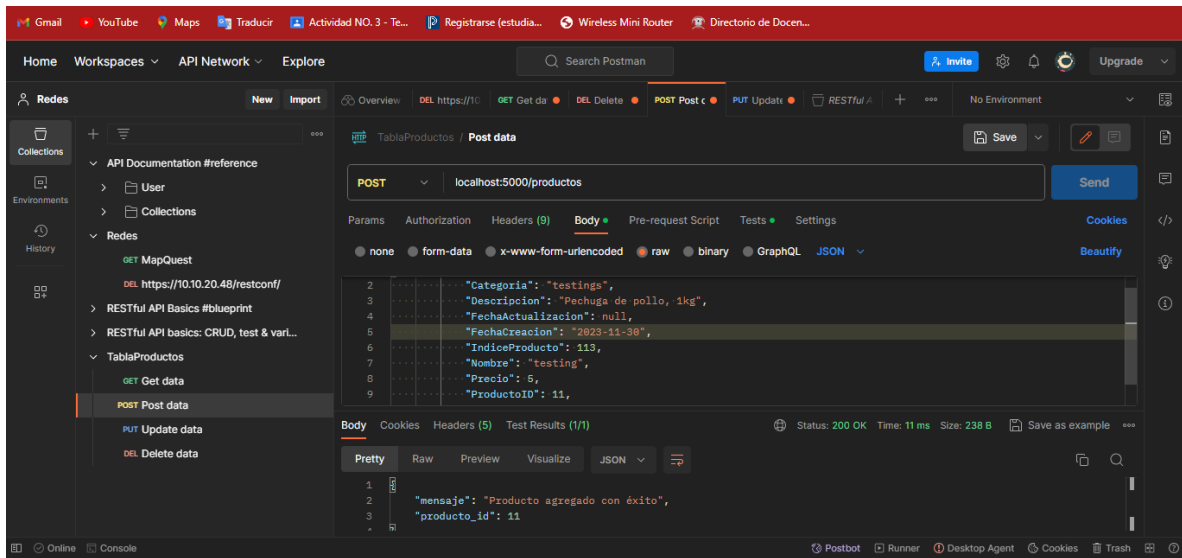 Gmail YouTube Maps Traducir Actividad NO. 3 - Te... Registrarse (estudia... Wireless Mini Router Directorio de Docen...
Home Workspaces API Network Explore Search Postman Invite Upgrade
Redes New Import Overview DEL https://10 GET Get da DEL Delete POST Post c PUT Update RESTful A No Environment
Collections
Environments
History
API Documentation #reference
User
Collections
Redes
GET MapQuest
DEL https://10.10.20.48/restconf/
RESTful API Basics #blueprint
RESTful API basics: CRUD, test & vari...
TablaProductos
GET Get data
POST Post data
PUT Update data
DEL Delete data
HTTP TablaProductos / Post data Save
POST localhost:5000/productos Send
Params Authorization Headers (9) Body Pre-request Script Tests Settings Cookies
none form-data x-www-form-urlencoded raw binary GraphQL JSON Beautify
2 "Categoria": "testings",
3 "Descripcion": "Pechuga de pollo, 1kg",
4 "FechaActualizacion": null,
5 "FechaCreacion": "2023-11-30",
6 "IndiceProducto": 113,
7 "Nombre": "testing",
8 "Precio": 5,
9 "ProductoID": 11,
Body Cookies Headers (5) Test Results (1/1) Status: 200 OK Time: 11 ms Size: 238 B Save as example
Pretty Raw Preview Visualize JSON
1 {
2 "mensaje": "Producto agregado con éxito",
3 "producto_id": 11
}
Online Console Postbot Runner Desktop Agent Cookies Trash